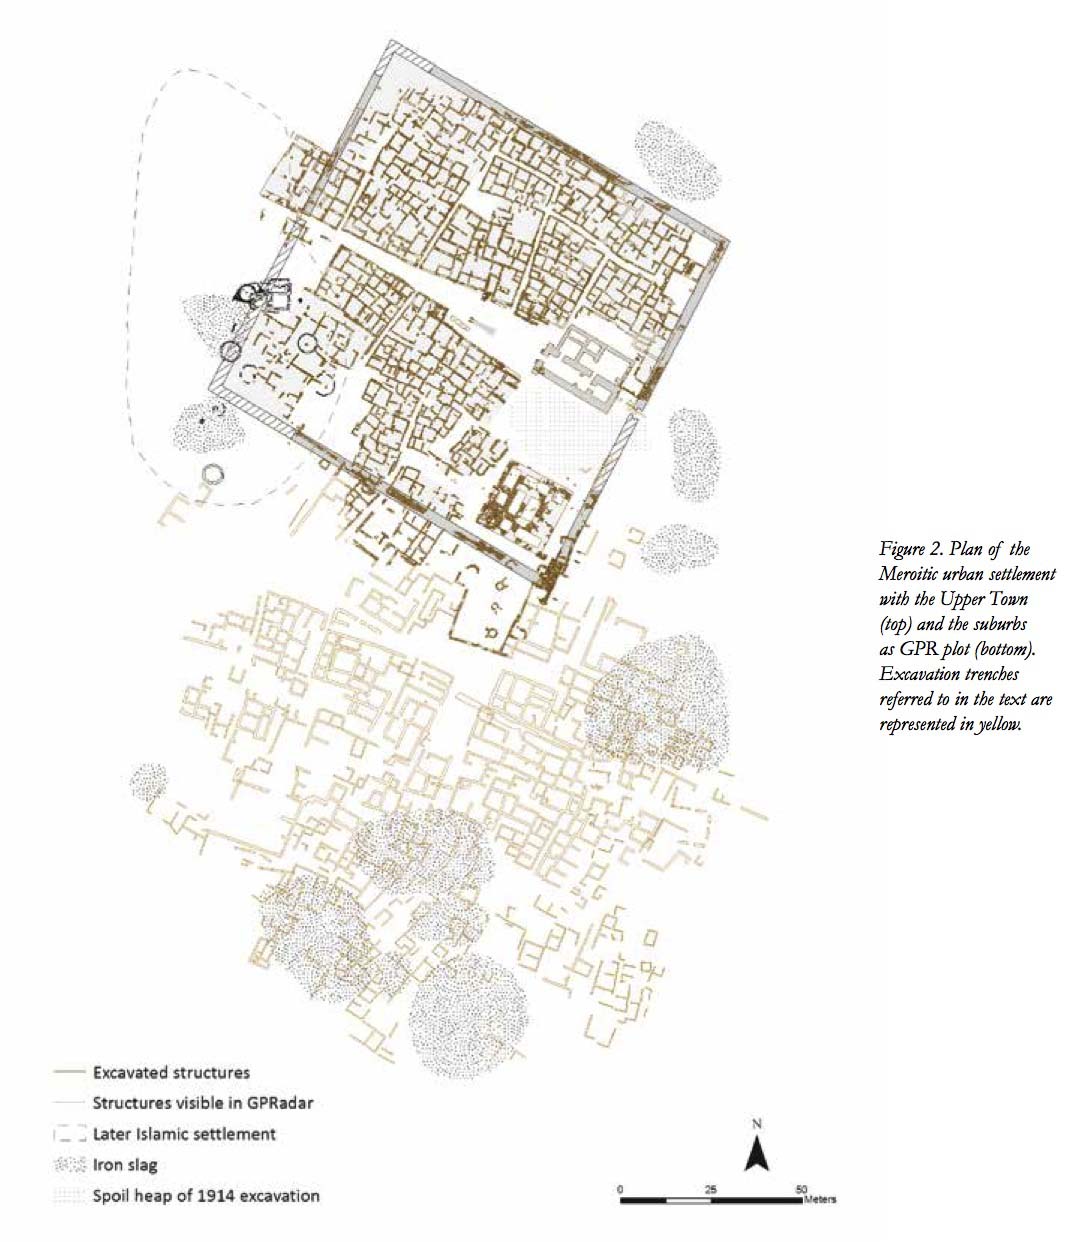 Figure 2. Plan of the
Meroitic urban settlement
with the Upper Town
(top) and the suburbs
as GPR plot (bottom).
Excavation trenches
referred to in the text are
represented in yellow.
Excavated structures
Structures visible in GPRadar
Later Islamic settlement
Iron slag
Spoil heap of 1914 excavation
N
0 25 50
Meters